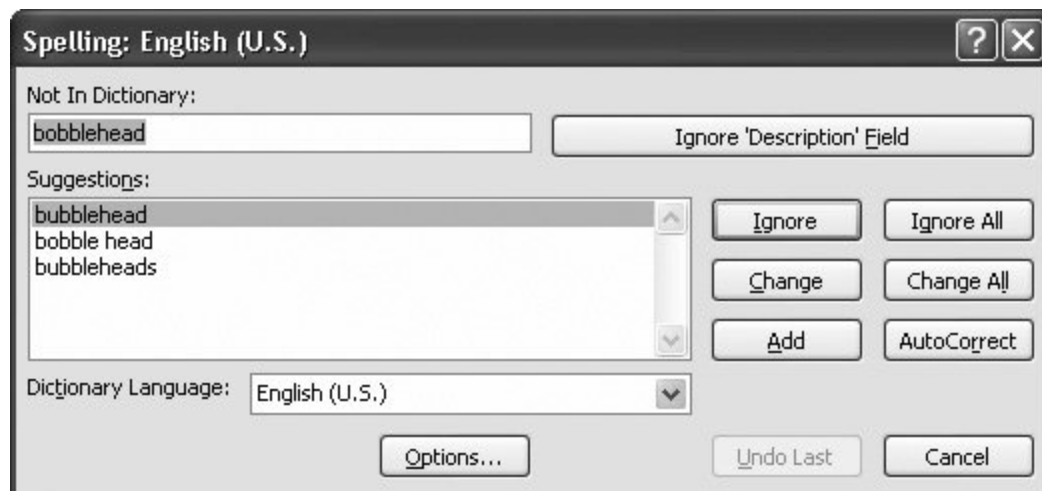 Spelling: English (U.S.)
Not In Dictionary:
bobblehead
Ignore 'Description' Field
Suggestions:
bubblehead
bobble head
bubbleheads
Ignore
Ignore All
Change
Change All
Add
AutoCorrect
Dictionary Language:
English (U.S.)
Options...
Undo Last
Cancel